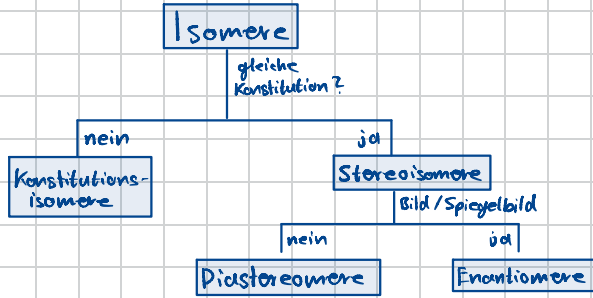 Isomere
gleiche
Konstitution?
nein
ja
Konstitutions-
isomere
Stereoisomere
Bild/Spiegelbild
nein
ja
Diastereomere
Enantiomere